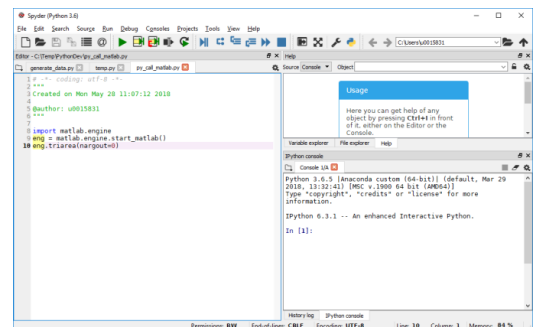 Spyder (Python 3.6)
File Edit Search Source Run Debug Consoles Projects Tools View Help
C:\Users\u0015831
Editor - C:\Temp\PythonDev\py_call_matlab.py
generate_data.py temp.py py_call_matlab.py
1 # -*- coding: utf-8 -*-
2 """
3 Created on Mon May 28 11:07:12 2018
4
5 @author: u0015831
6 """
7
8 import matlab.engine
9 eng = matlab.engine.start_matlab()
10 eng.triarea(nargout=0)
Help
Source Console Object
Usage
Here you can get help of any
object by pressing Ctrl+I in front
of it, either on the Editor or the
Console.
Variable explorer File explorer Help
IPython console
Console 1/A
Python 3.6.5 |Anaconda custom (64-bit)| (default, Mar 29
2018, 13:32:41) [MSC v.1900 64 bit (AMD64)]
Type "copyright", "credits" or "license" for more
information.
IPython 6.3.1 -- An enhanced Interactive Python.
In [1]:
History log IPython console
Permissions: RW End-of-lines: CRLF Encoding: UTF-8 Line: 10 Column: 1 Memory: 84 %